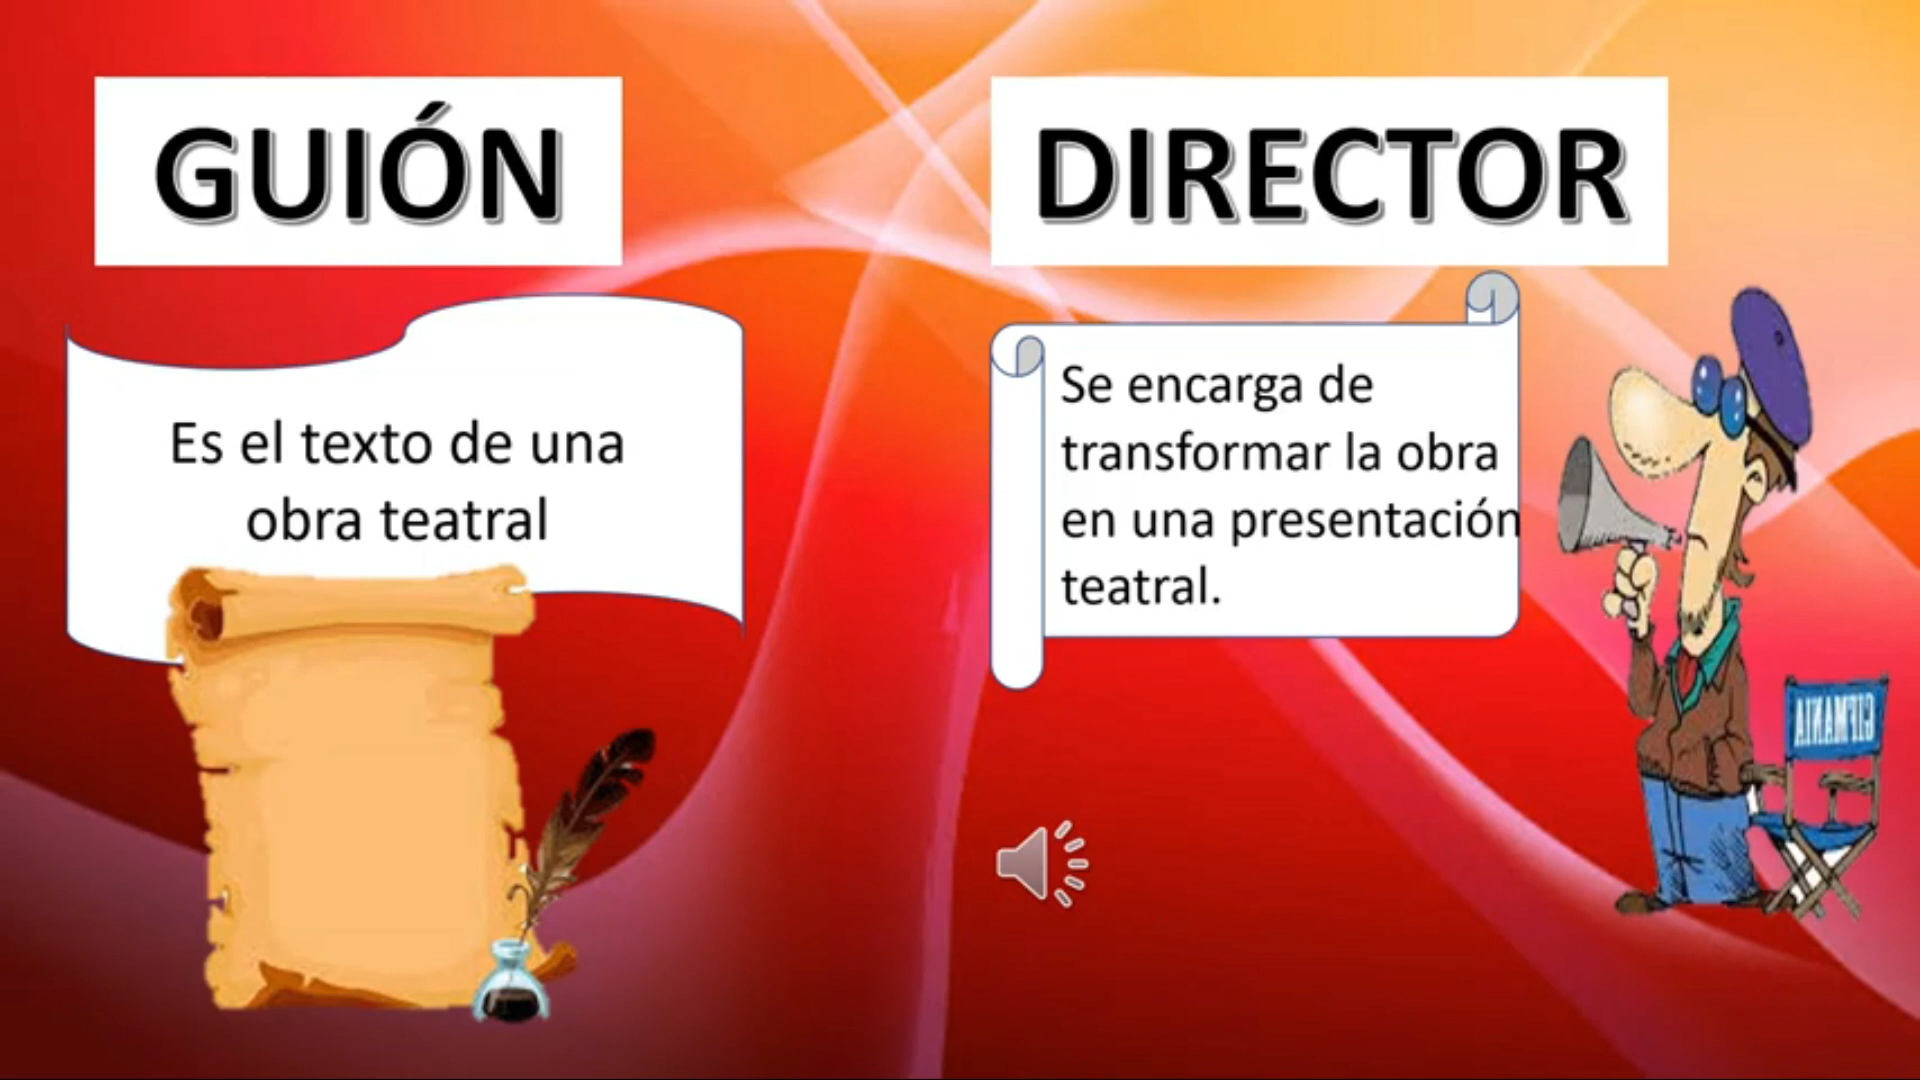 GUIÓN
Es el texto de una
obra teatral
DIRECTOR
Se encarga de
transformar la obra
en una presentación
teatral.
GIFMANIA